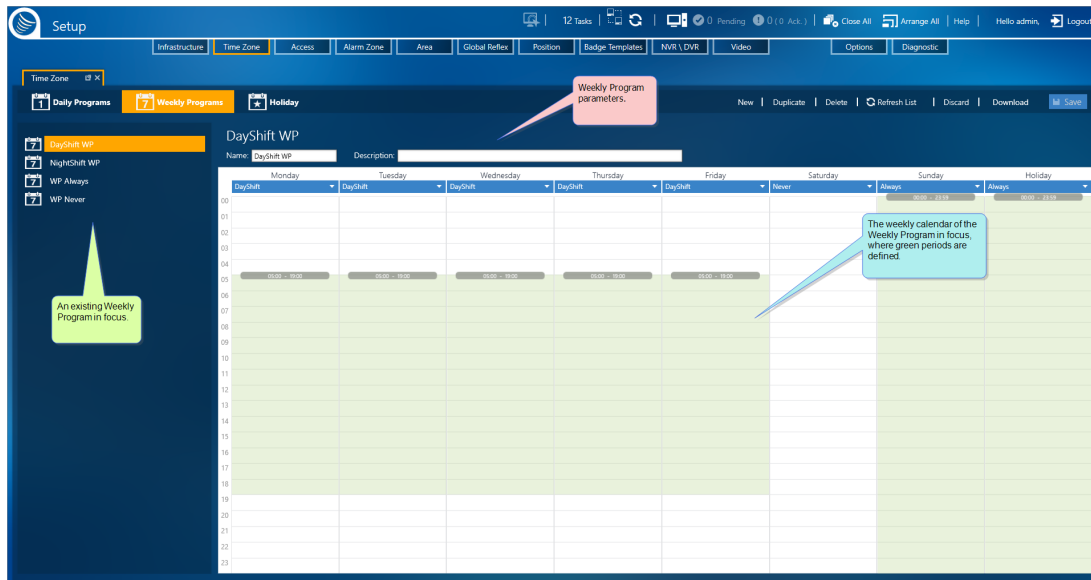 Setup
12 Tasks
0 Pending
0 ( 0 Ack. )
Close All
Arrange All
Help
Hello admin,
Logout
Infrastructure
Time Zone
Access
Alarm Zone
Area
Global Reflex
Position
Badge Templates
NVR \ DVR
Video
Options
Diagnostic
Time Zone
1 Daily Programs
7 Weekly Programs
Holiday
Weekly Program
parameters.
New
Duplicate
Delete
Refresh List
Discard
Download
Save
7 DayShift WP
7 NightShift WP
7 WP Always
7 WP Never
An existing Weekly
Program in focus.
DayShift WP
Name: DayShift WP
Description:
Monday Tuesday Wednesday Thursday Friday Saturday Sunday Holiday
DayShift DayShift DayShift DayShift DayShift Never Always Always
00:00 - 23:59 00:00 - 23:59
00
01
02
03
04
05:00 - 19:00 05:00 - 19:00 05:00 - 19:00 05:00 - 19:00 05:00 - 19:00
05
06
07
08
09
10
11
12
13
14
15
16
17
18
19
20
21
22
23
The weekly calendar of the
Weekly Program in focus,
where green periods are
defined.